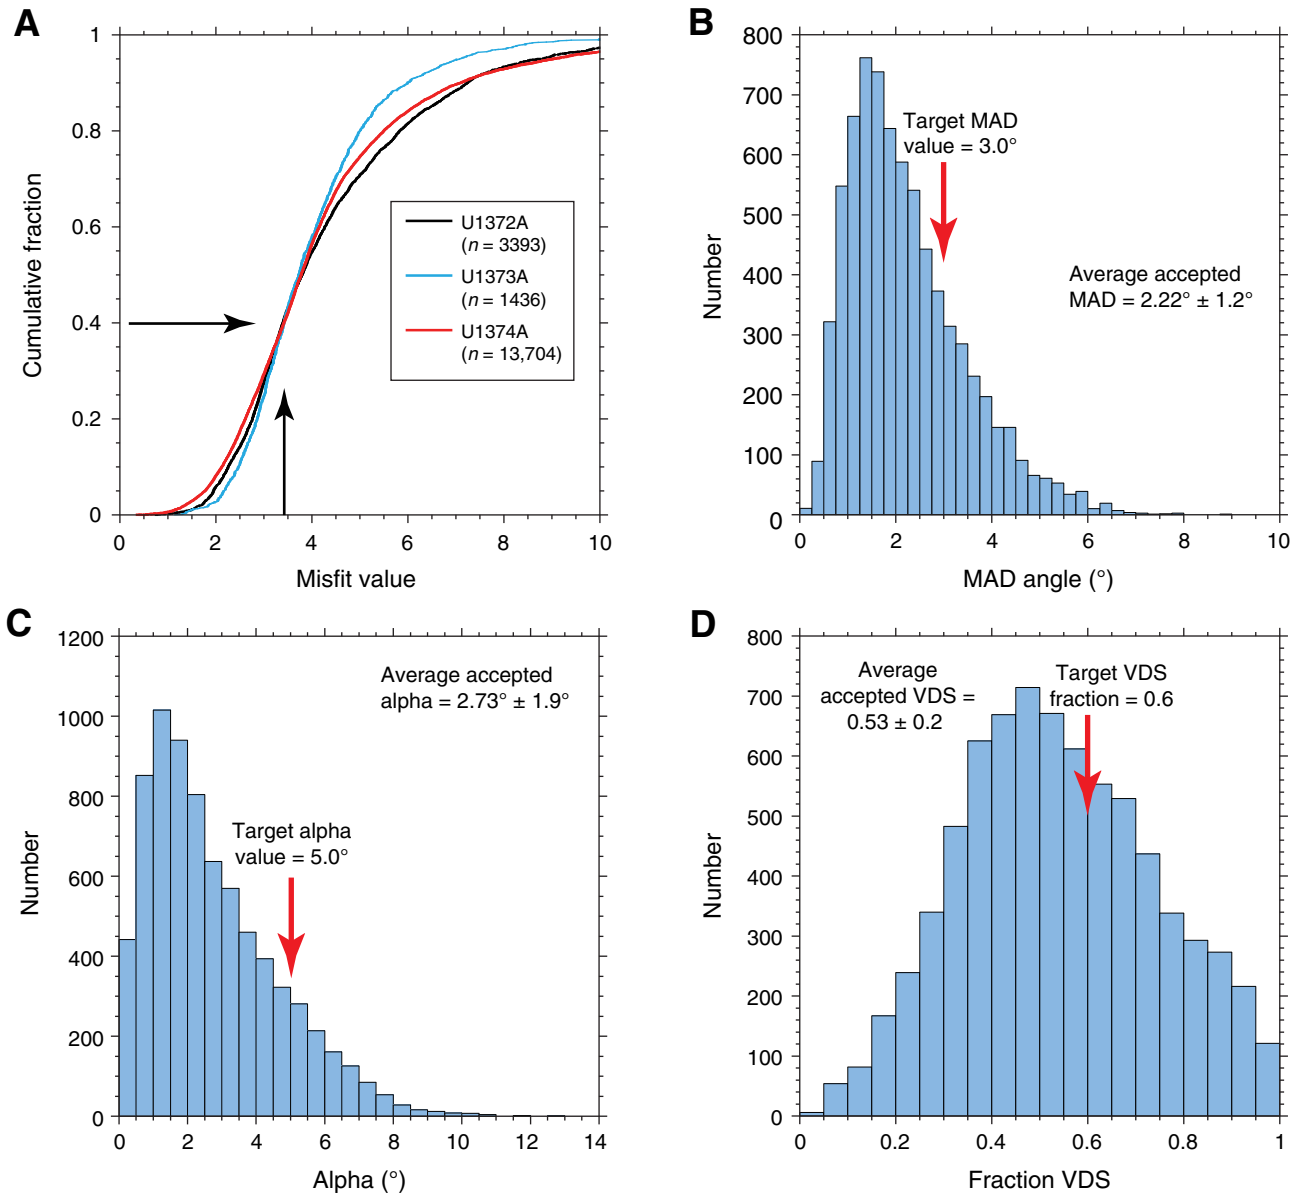 A
1
0.8
0.6
0.4
0.2
0
Cumulative fraction
0 2 4 6 8 10
Misfit value
U1372A
(n = 3393)
U1373A
(n = 1436)
U1374A
(n = 13,704)
B
800
700
600
500
400
300
200
100
0
Number
Target MAD
value = 3.0°
Average accepted
MAD = 2.22° ± 1.2°
0 2 4 6 8 10
MAD angle (°)
C
1200
1000
800
600
400
200
0
Number
Average accepted
alpha = 2.73° ± 1.9°
Target alpha
value = 5.0°
0 2 4 6 8 10 12 14
Alpha (°)
D
800
700
600
500
400
300
200
100
0
Number
Average
accepted VDS =
0.53 ± 0.2
Target VDS
fraction = 0.6
0 0.2 0.4 0.6 0.8 1
Fraction VDS